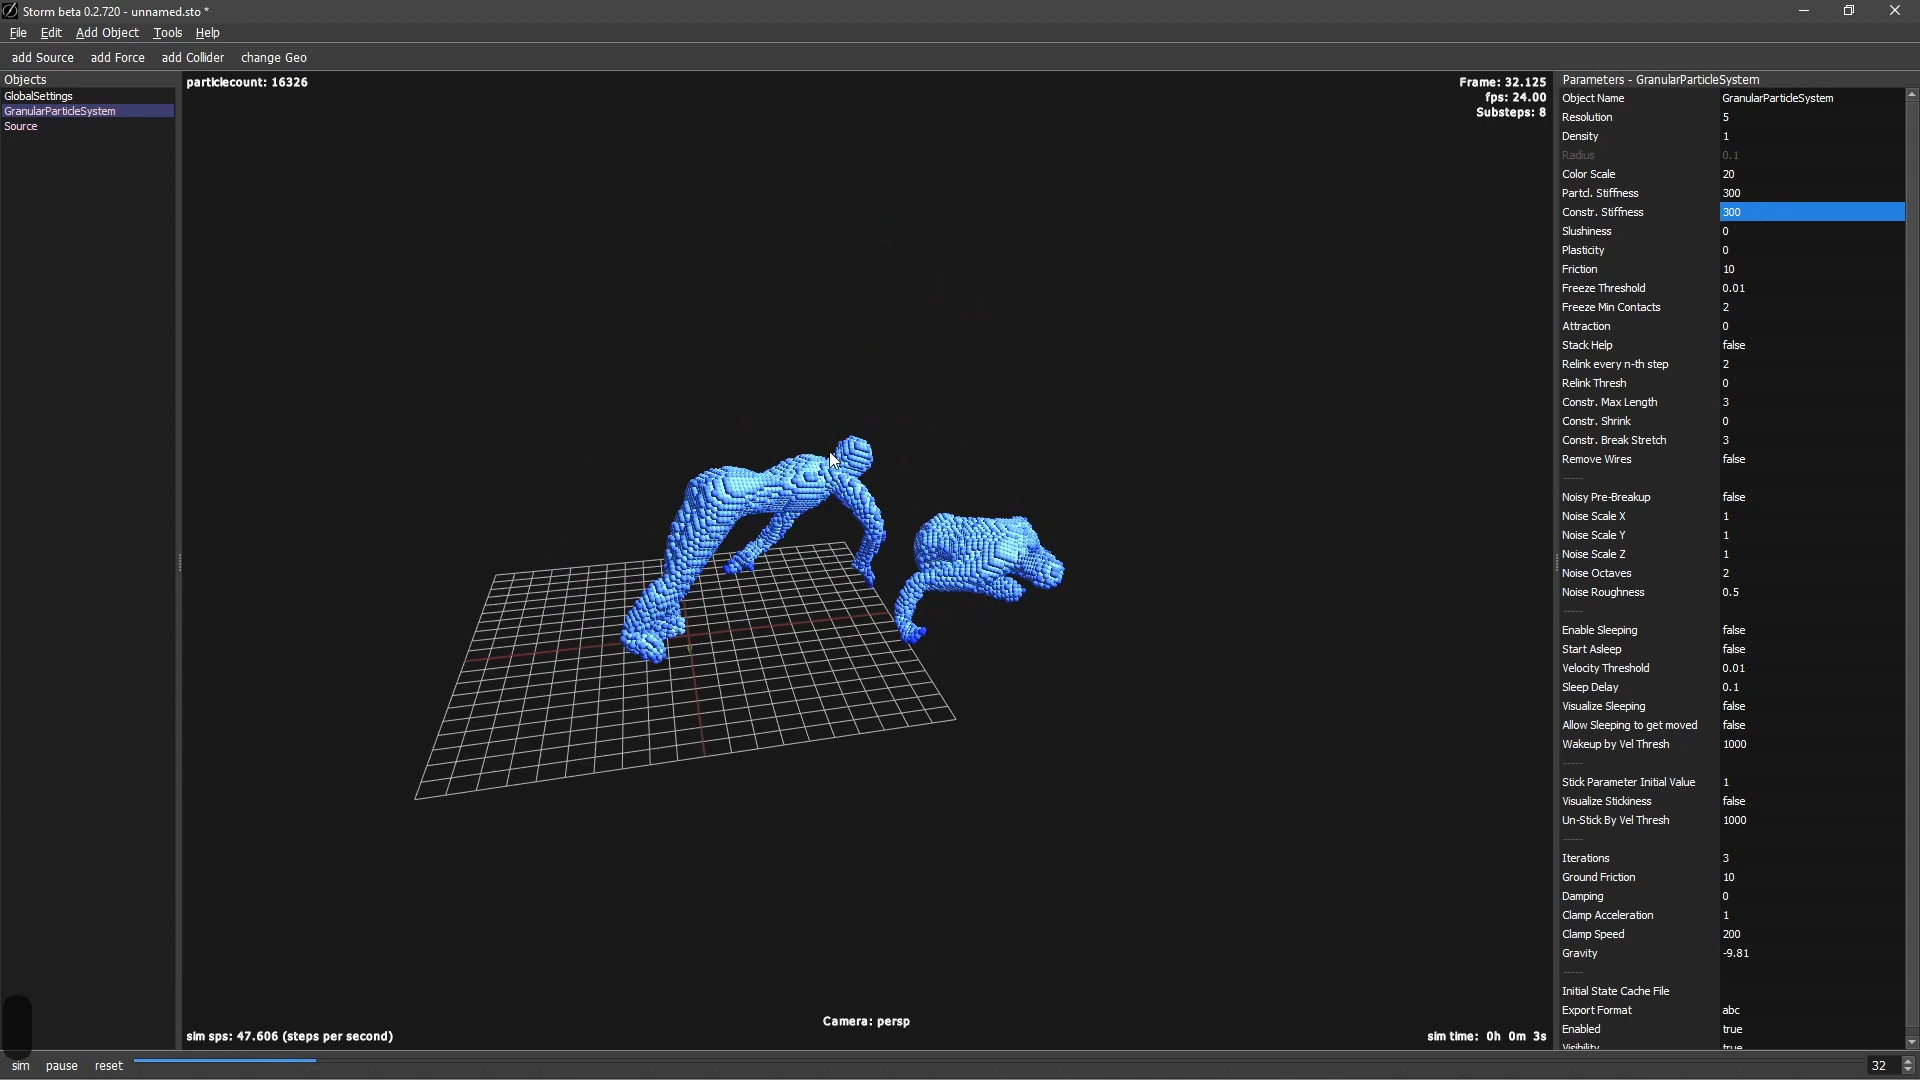 Storm beta 0.2.720 - unnamed.sto *
File Edit Add Object Tools Help
add Source add Force add Collider change Geo
Objects
GlobalSettings
GranularParticleSystem
Source
particlecount: 16326
Frame: 32.125
fps: 24.00
Substeps: 8
Camera: persp
sim sps: 47.606 (steps per second)
sim time: 0h 0m 3s
Parameters - GranularParticleSystem
Object Name GranularParticleSystem
Resolution 5
Density 1
Radius 0.1
Color Scale 20
Partcl. Stiffness 300
Constr. Stiffness 300
Slushiness 0
Plasticity 0
Friction 10
Freeze Threshold 0.01
Freeze Min Contacts 2
Attraction 0
Stack Help false
Relink every n-th step 2
Relink Thresh 0
Constr. Max Length 3
Constr. Shrink 0
Constr. Break Stretch 3
Remove Wires false
-----
Noisy Pre-Breakup false
Noise Scale X 1
Noise Scale Y 1
Noise Scale Z 1
Noise Octaves 2
Noise Roughness 0.5
-----
Enable Sleeping false
Start Asleep false
Velocity Threshold 0.01
Sleep Delay 0.1
Visualize Sleeping false
Allow Sleeping to get moved false
Wakeup by Vel Thresh 1000
-----
Stick Parameter Initial Value 1
Visualize Stickiness false
Un-Stick By Vel Thresh 1000
-----
Iterations 3
Ground Friction 10
Damping 0
Clamp Acceleration 1
Clamp Speed 200
Gravity -9.81
-----
Initial State Cache File
Export Format abc
Enabled true
Visibility true
sim pause reset 32